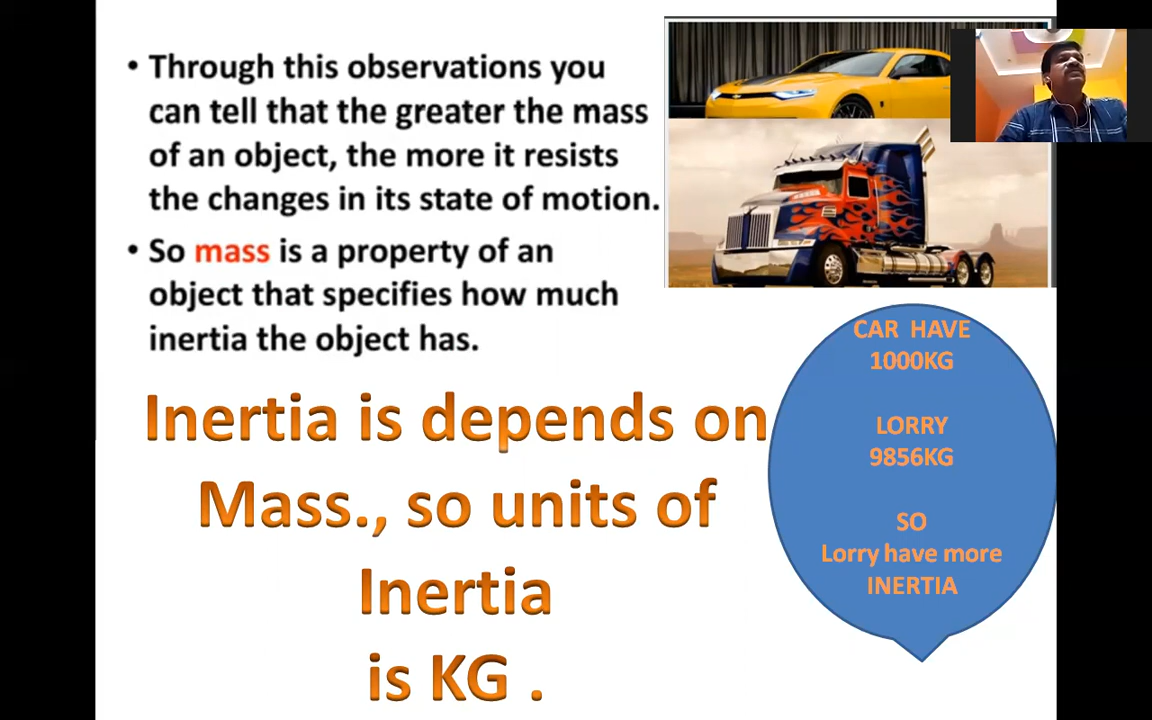 • Through this observations you
can tell that the greater the mass
of an object, the more it resists
the changes in its state of motion.
• So mass is a property of an
object that specifies how much
inertia the object has.
Inertia is depends on
Mass., so units of
Inertia
is KG .
CAR HAVE
1000KG
LORRY
9856KG
SO
Lorry have more
INERTIA